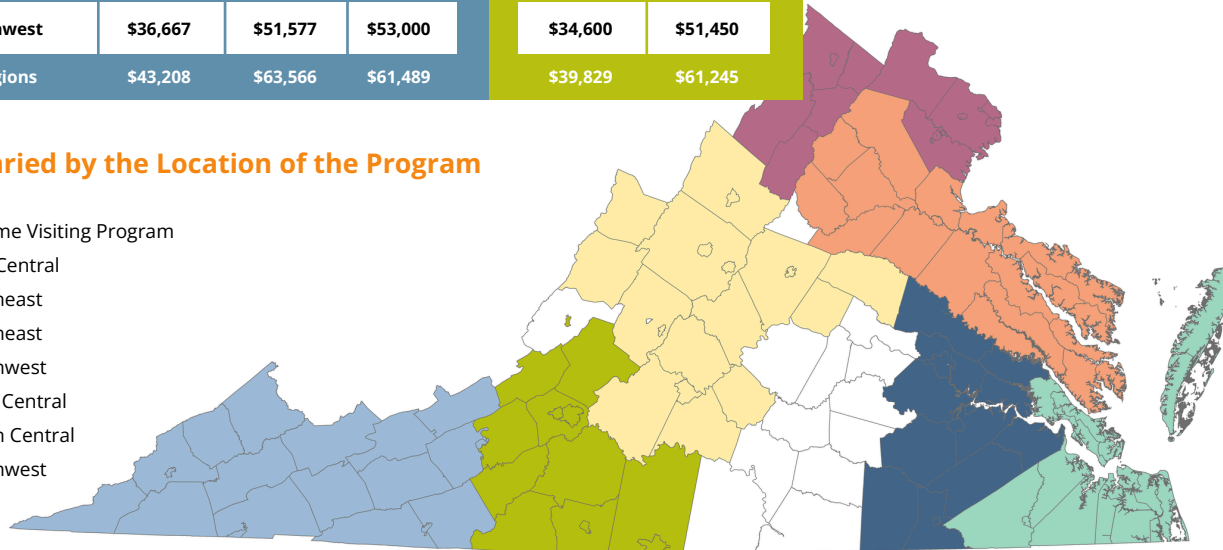 west $36,667 $51,577 $53,000 $34,600 $51,450
gions $43,208 $63,566 $61,489 $39,829 $61,245
aried by the Location of the Program
me Visiting Program
Central
heast
heast
hwest
Central
Central
hwest